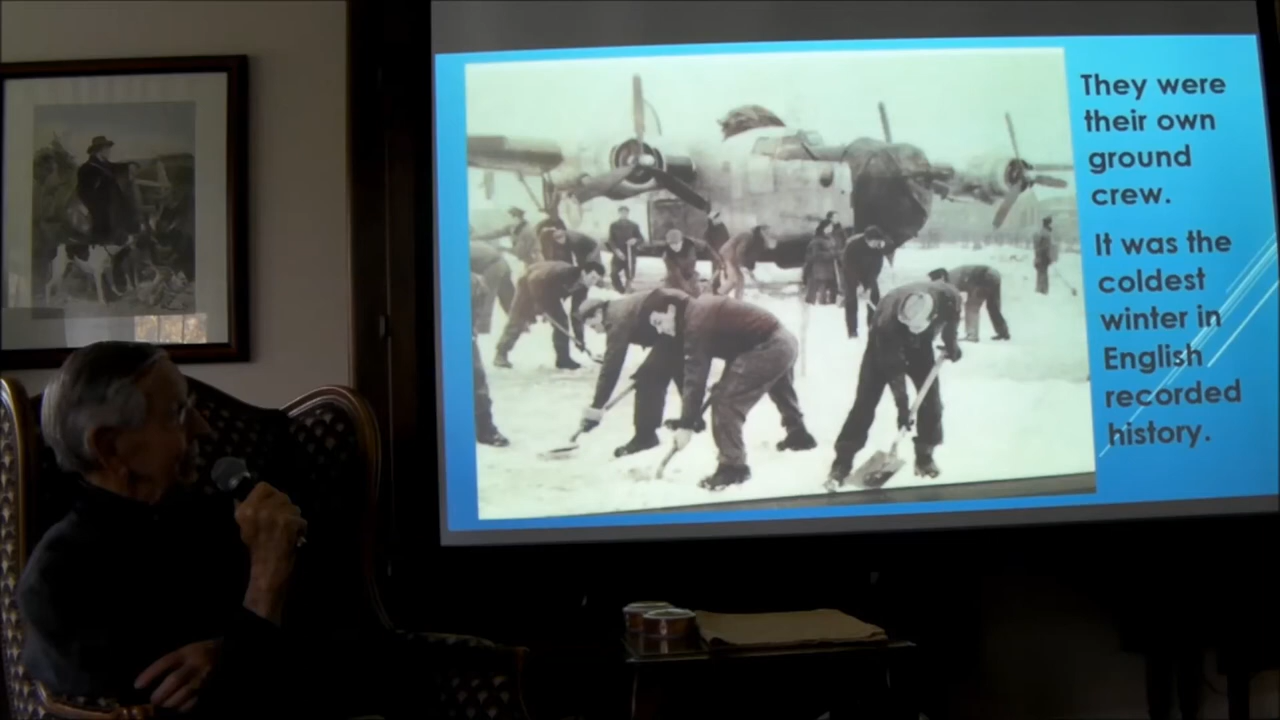 They were
their own
ground
crew.
It was the
coldest
winter in
English
recorded
history.